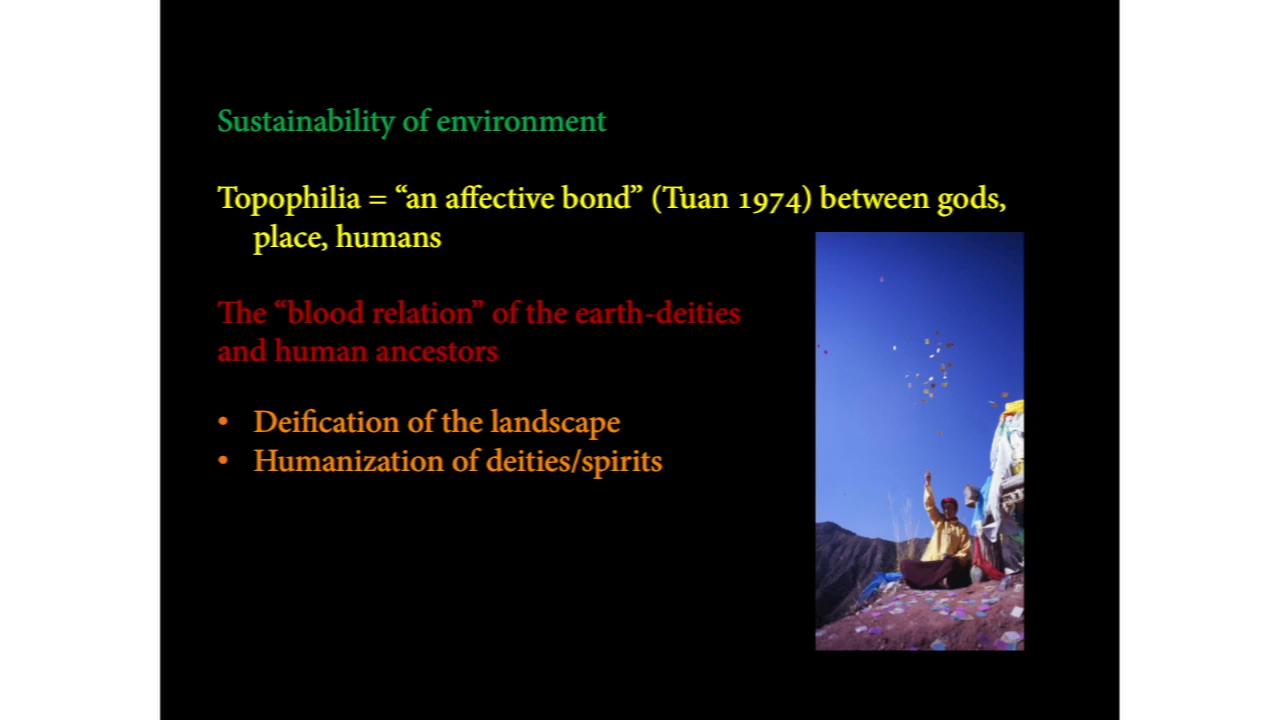 Sustainability of environment
Topophilia = “an affective bond” (Tuan 1974) between gods,
place, humans
The “blood relation” of the earth-deities
and human ancestors
• Deification of the landscape
• Humanization of deities/spirits